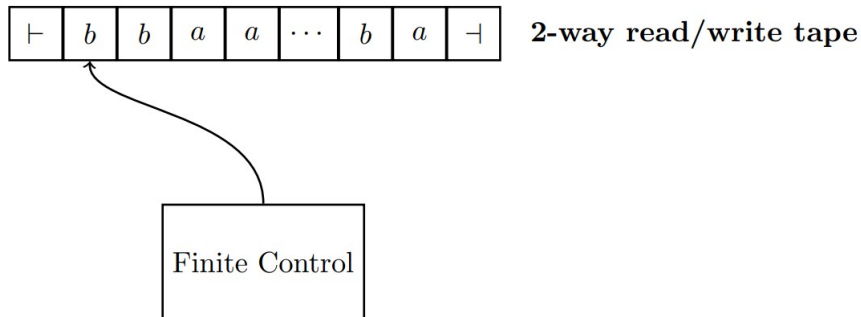 ⊢ b b a a ⋯ b a ⊣ 2-way read/write tape
Finite Control